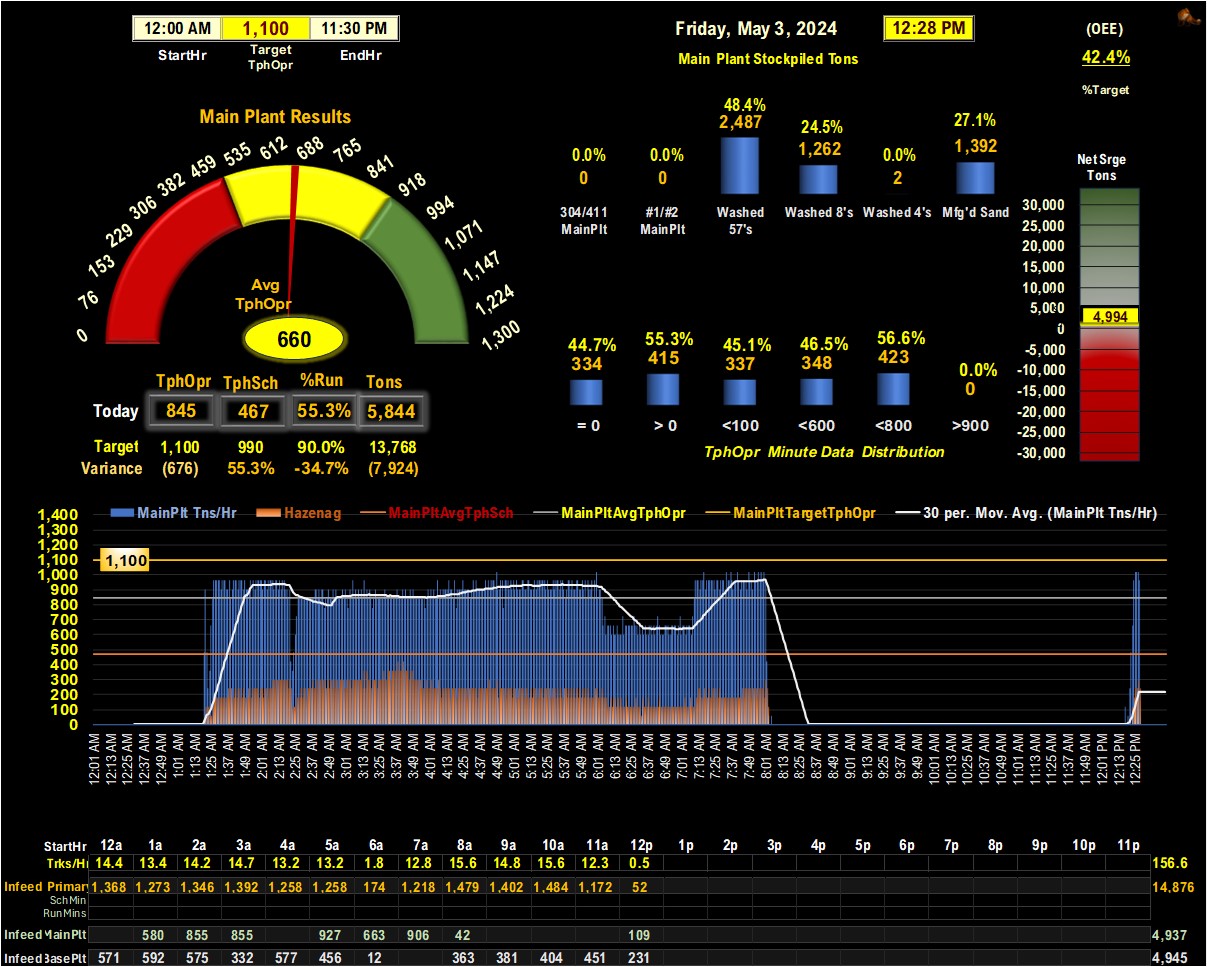 12:00 AM 1,100 11:30 PM
StartHr Target TphOpr EndHr
Friday, May 3, 2024 12:28 PM
Main Plant Stockpiled Tons
(OEE)
42.4%
%Target
Main Plant Results
0 76 153 229 306 382 459 535 612 688 765 841 918 994 1,071 1,147 1,224 1,300
Avg
TphOpr
660
TphOpr TphSch %Run Tons
Today 845 467 55.3% 5,844
Target 1,100 990 90.0% 13,768
Variance (676) 55.3% -34.7% (7,924)
0.0% 0.0% 48.4% 24.5% 0.0% 27.1%
0 0 2,487 1,262 2 1,392
304/411 MainPlt #1/#2 MainPlt Washed 57's Washed 8's Washed 4's Mfg'd Sand
44.7% 55.3% 45.1% 46.5% 56.6% 0.0%
334 415 337 348 423 0
= 0 > 0 <100 <600 <800 >900
TphOpr Minute Data Distribution
Net Srge
Tons
30,000
25,000
20,000
15,000
10,000
5,000
4,994
0
-5,000
-10,000
-15,000
-20,000
-25,000
-30,000
MainPlt Tns/Hr Hazenag MainPltAvgTphSch MainPltAvgTphOpr MainPltTargetTphOpr 30 per. Mov. Avg. (MainPlt Tns/Hr)
1,400
1,300
1,200
1,100
1,100
1,000
900
800
700
600
500
400
300
200
100
0
12:01 AM 12:13 AM 12:25 AM 12:37 AM 12:49 AM 1:01 AM 1:13 AM 1:25 AM 1:37 AM 1:49 AM 2:01 AM 2:13 AM 2:25 AM 2:37 AM 2:49 AM 3:01 AM 3:13 AM 3:25 AM 3:37 AM 3:49 AM 4:01 AM 4:13 AM 4:25 AM 4:37 AM 4:49 AM 5:01 AM 5:13 AM 5:25 AM 5:37 AM 5:49 AM 6:01 AM 6:13 AM 6:25 AM 6:37 AM 6:49 AM 7:01 AM 7:13 AM 7:25 AM 7:37 AM 7:49 AM 8:01 AM 8:13 AM 8:25 AM 8:37 AM 8:49 AM 9:01 AM 9:13 AM 9:25 AM 9:37 AM 9:49 AM 10:01 AM 10:13 AM 10:25 AM 10:37 AM 10:49 AM 11:01 AM 11:13 AM 11:25 AM 11:37 AM 11:49 AM 12:01 PM 12:13 PM 12:25 PM
StartHr 12a 1a 2a 3a 4a 5a 6a 7a 8a 9a 10a 11a 12p 1p 2p 3p 4p 5p 6p 7p 8p 9p 10p 11p
Trks/Hr 14.4 13.4 14.2 14.7 13.2 13.2 1.8 12.8 15.6 14.8 15.6 12.3 0.5 156.6
Infeed Primary 1,368 1,273 1,346 1,392 1,258 1,258 174 1,218 1,479 1,402 1,484 1,172 52 14,876
SchMin
RunMins
Infeed MainPlt 580 855 855 927 663 906 42 109 4,937
Infeed BasePlt 571 592 575 332 577 456 12 363 381 404 451 231 4,945